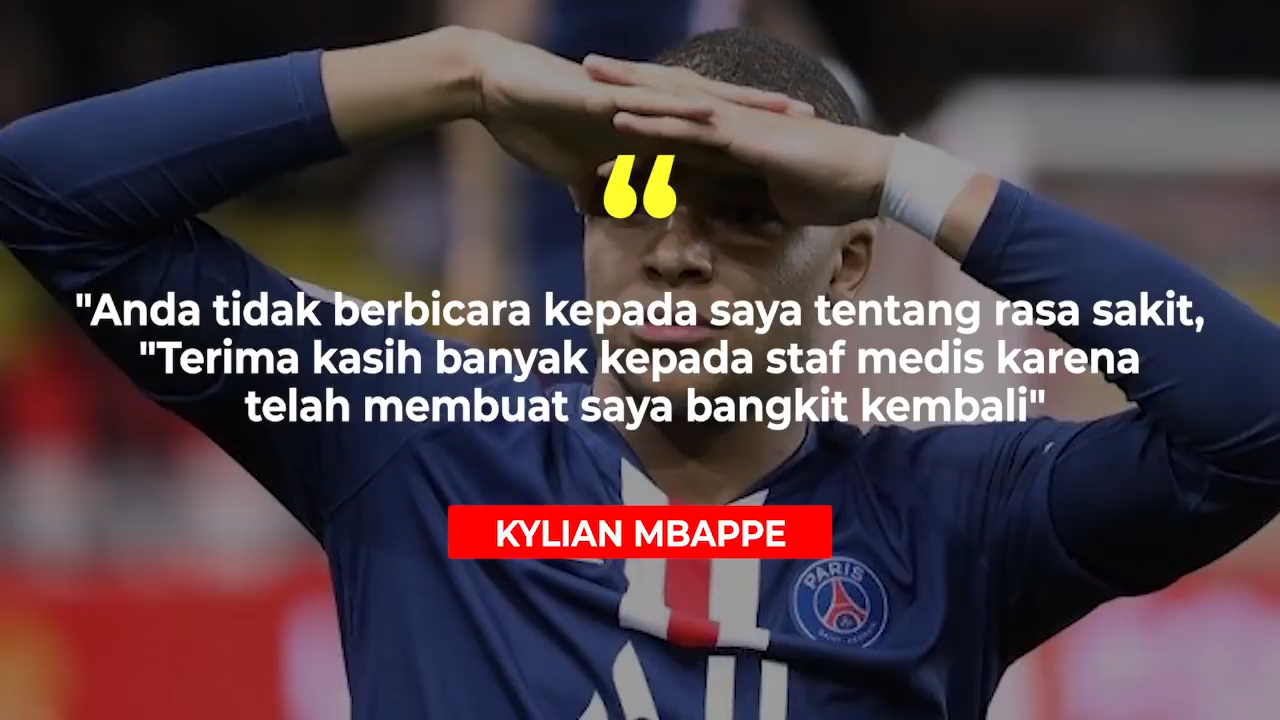 “
"Anda tidak berbicara kepada saya tentang rasa sakit,
"Terima kasih banyak kepada staf medis karena
telah membuat saya bangkit kembali"
KYLIAN MBAPPE
PARIS